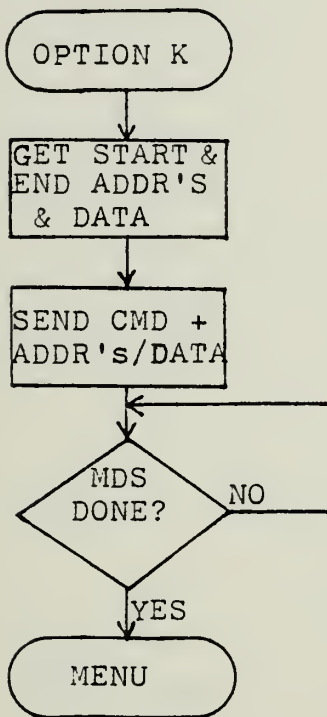 OPTION K
GET START &
END ADDR'S
& DATA
SEND CMD +
ADDR's/DATA
MDS
DONE?
NO
YES
MENU